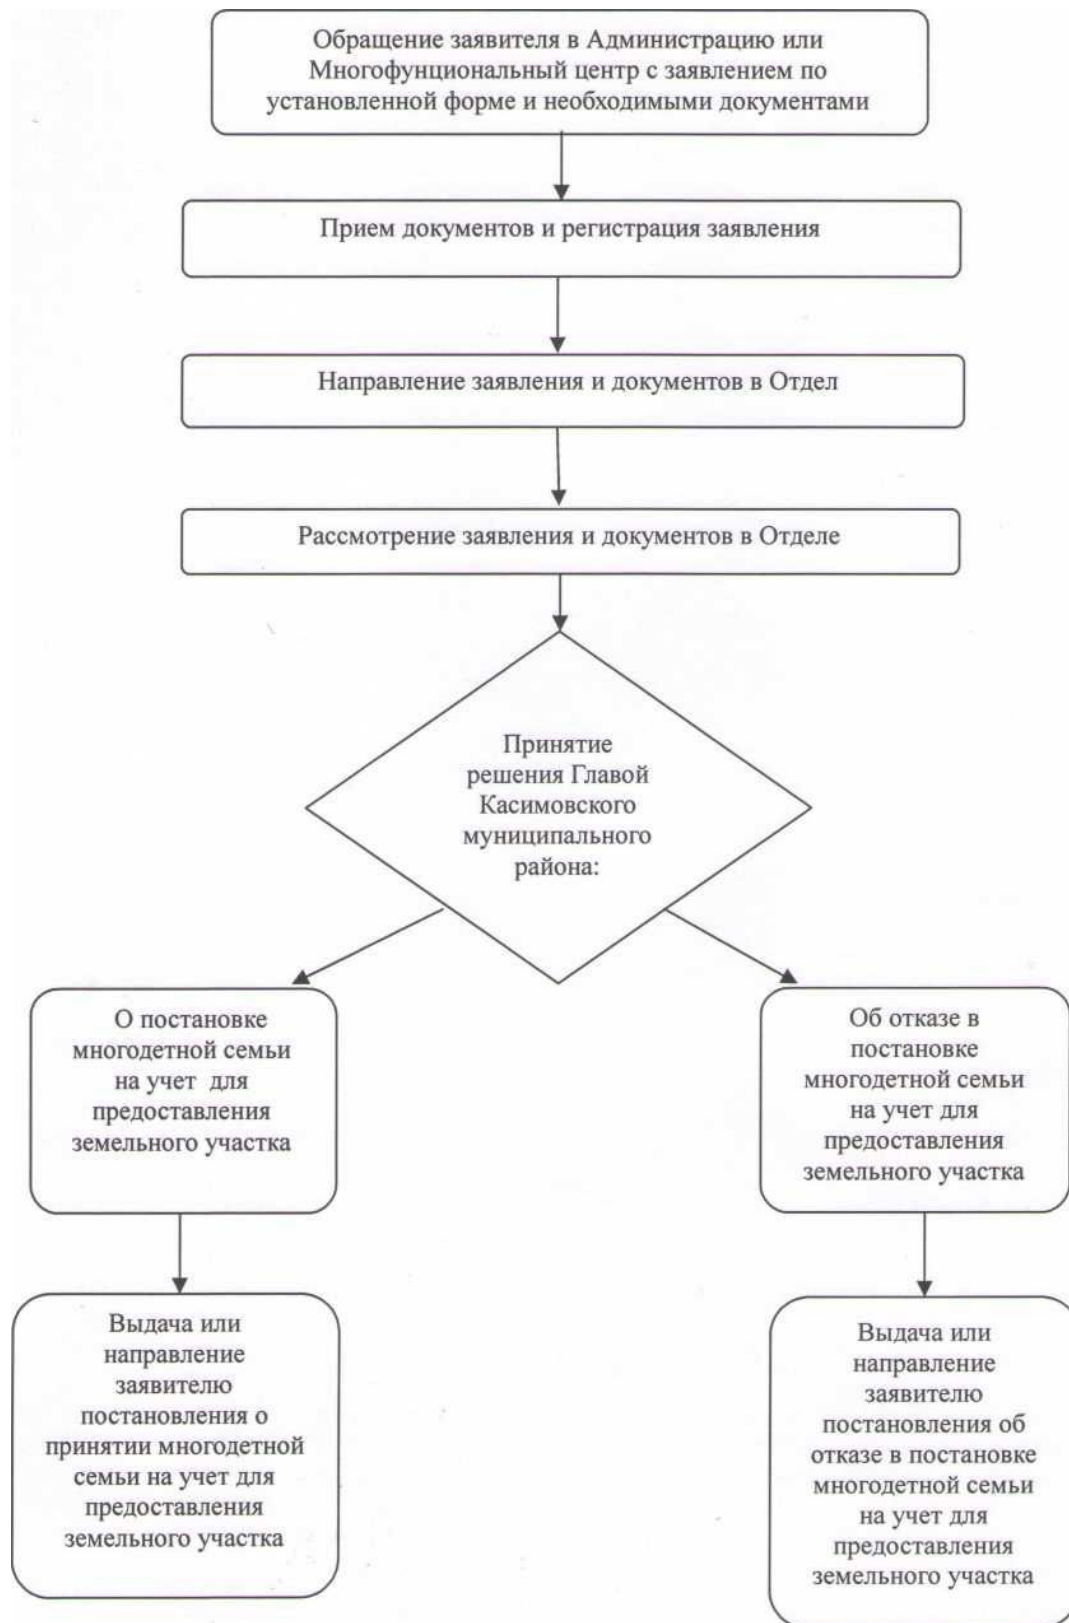 Обращение заявителя в Администрацию или
Многофунциональный центр с заявлением по
установленной форме и необходимыми документами
Прием документов и регистрация заявления
Направление заявления и документов в Отдел
Рассмотрение заявления и документов в Отделе
Принятие
решения Главой
Касимовского
муниципального
района:
О постановке
многодетной семьи
на учет для
предоставления
земельного участка
Об отказе в
постановке
многодетной семьи
на учет для
предоставления
земельного участка
Выдача или
направление
заявителю
постановления о
принятии многодетной
семьи на учет для
предоставления
земельного участка
Выдача или
направление
заявителю
постановления об
отказе в постановке
многодетной семьи
на учет для
предоставления
земельного участка